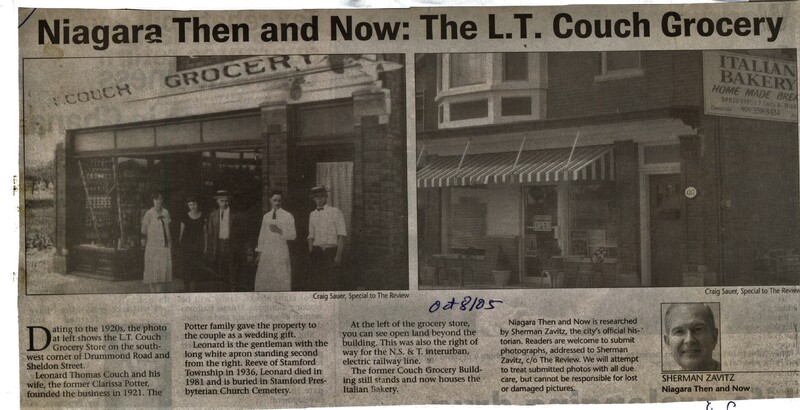 Niagara Then and Now: The L.T. Couch Grocery
COUCH GROCERY
ITALIAN
BAKERY
HOME MADE BREA
Craig Sauer, Special to The Review
Craig Sauer, Special to The Review
Oct 8/05
Dating to the 1920s, the photo
at left shows the L.T. Couch
Grocery Store on the south-
west corner of Drummond Road and
Sheldon Street.
Leonard Thomas Couch and his
wife, the former Clarissa Potter,
founded the business in 1921. The
Potter family gave the property to
the couple as a wedding gift.
Leonard is the gentleman with the
long white apron standing second
from the right. Reeve of Stamford
Township in 1936, Leonard died in
1981 and is buried in Stamford Pres-
byterian Church Cemetery.
At the left of the grocery store,
you can see open land beyond the
building. This was also the right of
way for the N.S. & T. interurban,
electric railway line.
The former Couch Grocery Build-
ing still stands and now houses the
Italian Bakery.
Niagara Then and Now is researched
by Sherman Zavitz, the city's official his-
torian. Readers are welcome to submit
photographs, addressed to Sherman
Zavitz, c/o The Review. We will attempt
to treat submitted photos with all due
care, but cannot be responsible for lost
or damaged pictures.
SHERMAN ZAVITZ
Niagara Then and Now